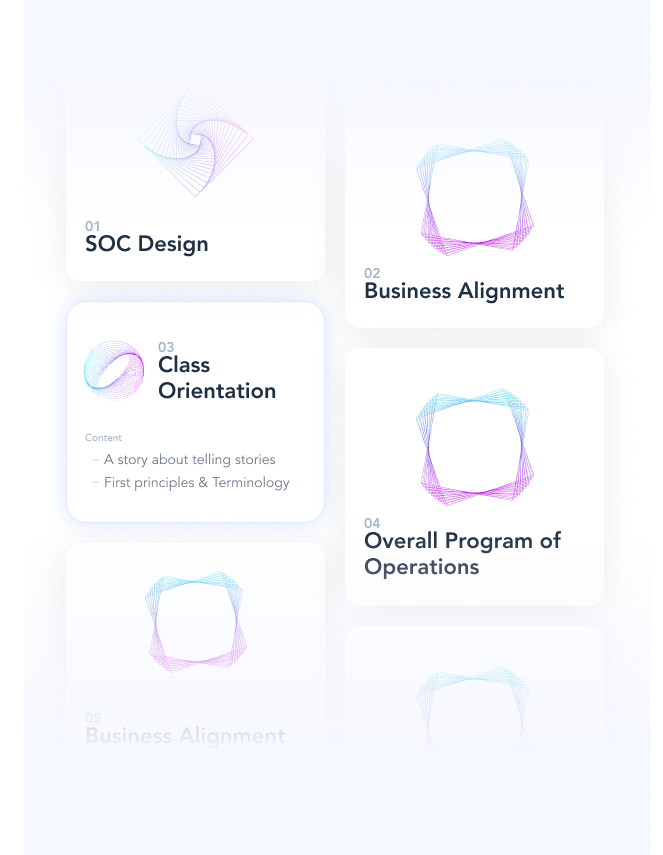 01
SOC Design
02
Business Alignment
03
Class
Orientation
Content
– A story about telling stories
– First principles & Terminology
04
Overall Program of
Operations
05
Business Alignment